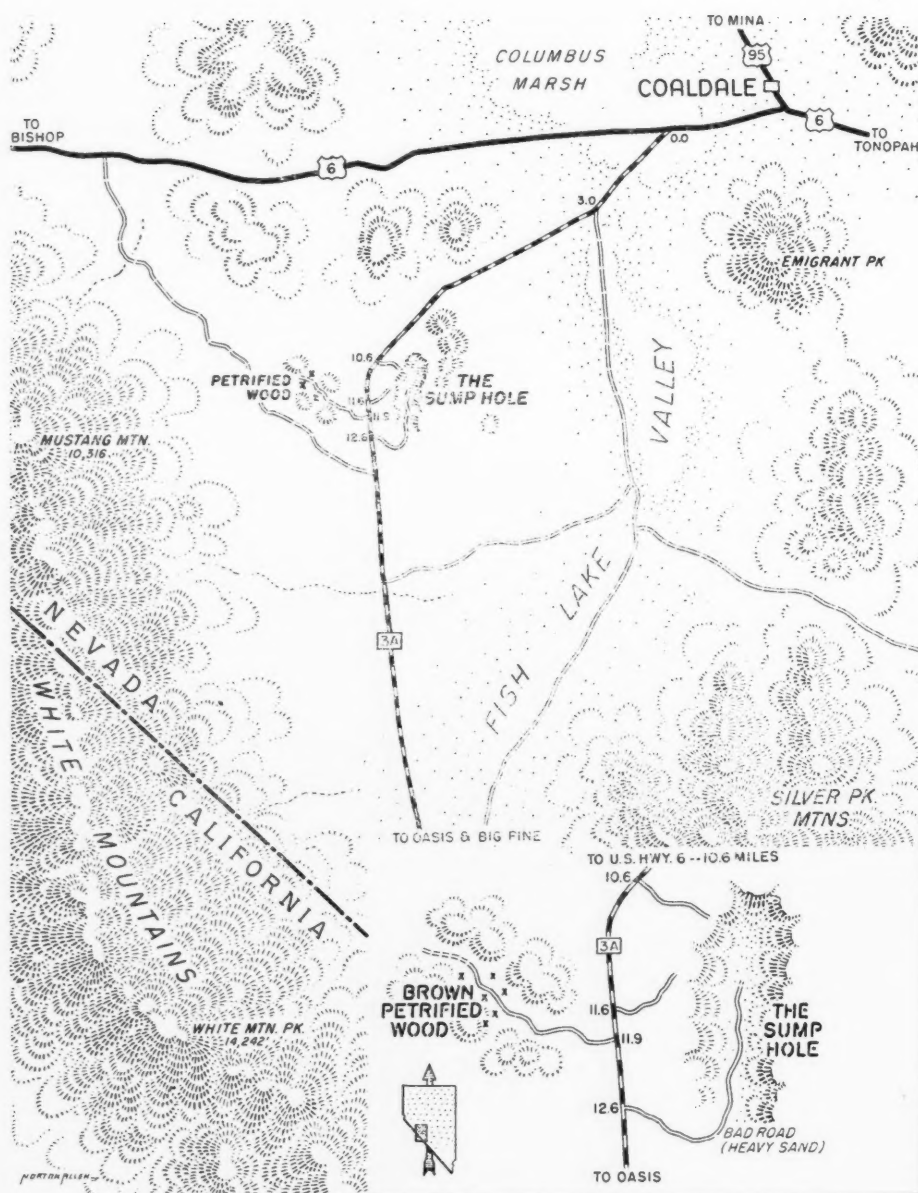 TO MINA
95
COLUMBUS
MARSH
COALDALE
TO
BISHOP
6
6
TO
TONOPAH
0.0
3.0
EMIGRANT PK
10.6
PETRIFIED
WOOD
THE
SUMP HOLE
11.6
11.9
12.6
MUSTANG MTN.
10,316
VALLEY
LAKE
FISH
3A
NEVADA
CALIFORNIA
WHITE
MOUNTAINS
SILVER PK.
MTNS
TO OASIS & BIG PINE
WHITE MTN. PK.
14,242
TO U.S. HWY. 6 -- 10.6 MILES
10.6
3A
BROWN
PETRIFIED
WOOD
11.6
11.9
THE
SUMP
HOLE
12.6
BAD ROAD
(HEAVY SAND)
TO OASIS
NORTON ALLEN